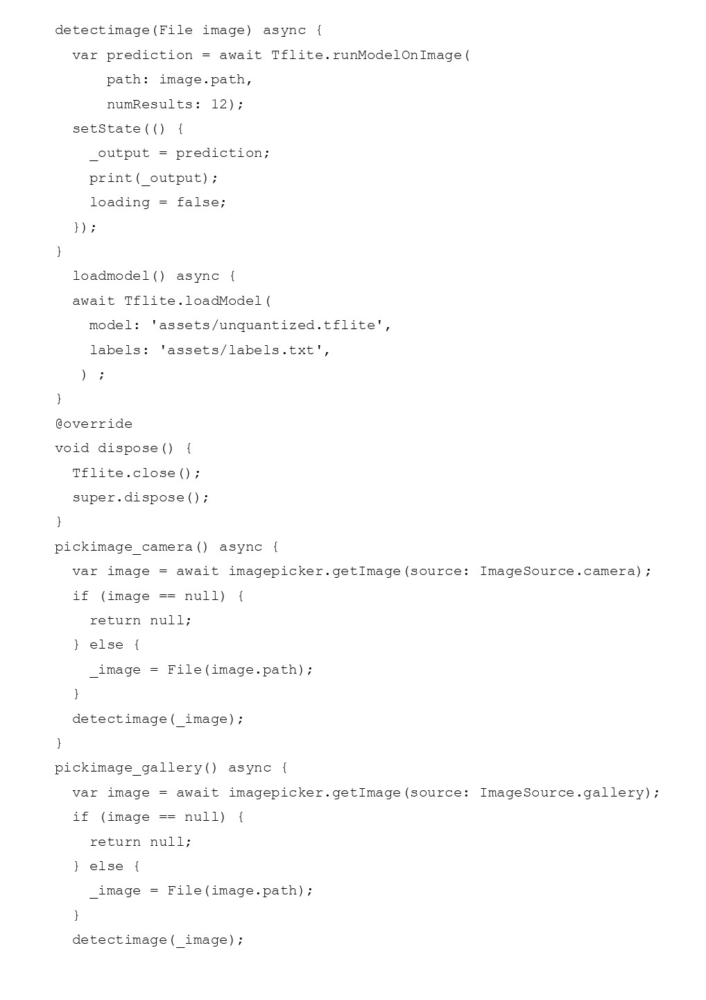 detectimage(File image) async {
  var prediction = await Tflite.runModelOnImage(
      path: image.path,
      numResults: 12);
  setState(() {
    _output = prediction;
    print(_output);
    loading = false;
  });
}
  loadmodel() async {
  await Tflite.loadModel(
    model: 'assets/unquantized.tflite',
    labels: 'assets/labels.txt',
   ) ;
}
@override
void dispose() {
  Tflite.close();
  super.dispose();
}
pickimage_camera() async {
  var image = await imagepicker.getImage(source: ImageSource.camera);
  if (image == null) {
    return null;
  } else {
    _image = File(image.path);
  }
  detectimage(_image);
}
pickimage_gallery() async {
  var image = await imagepicker.getImage(source: ImageSource.gallery);
  if (image == null) {
    return null;
  } else {
    _image = File(image.path);
  }
  detectimage(_image);